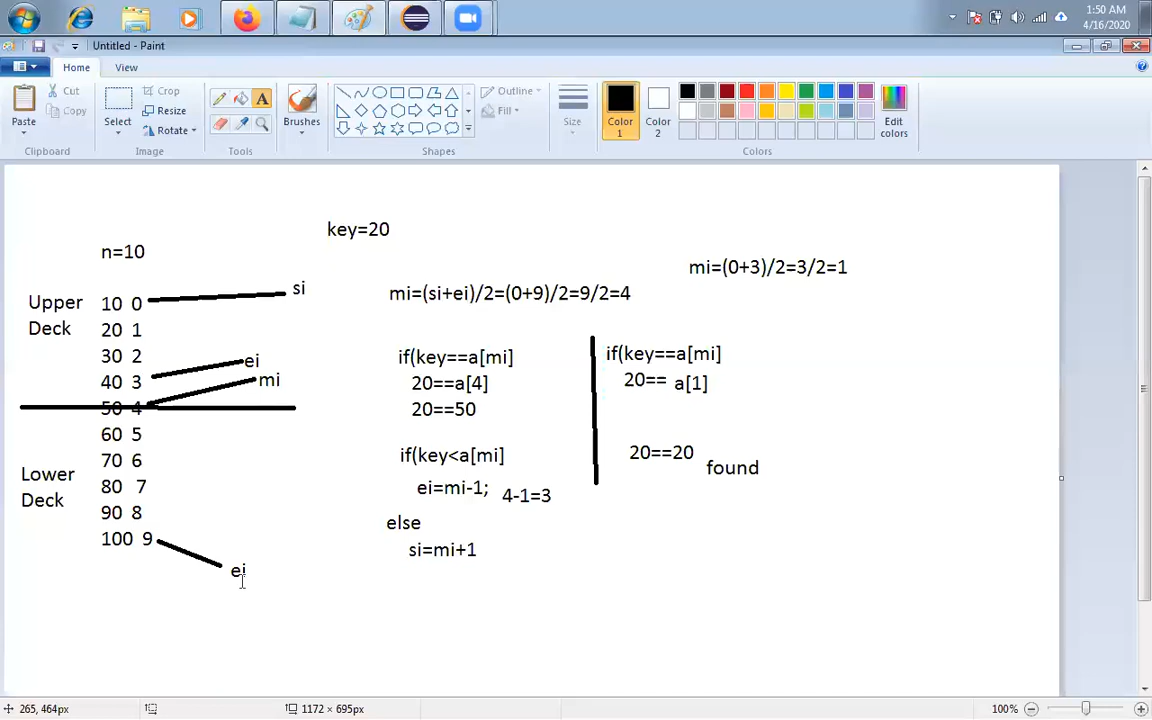 1:50 AM
4/16/2020
Untitled - Paint
Home View
Paste
Cut
Copy
Clipboard
Select
Crop
Resize
Rotate
Image
Tools
Brushes
Outline
Fill
Shapes
Size
Color
1
Color
2
Colors
Edit
colors
key=20
n=10
mi=(0+3)/2=3/2=1
si
mi=(si+ei)/2=(0+9)/2=9/2=4
Upper
Deck
10 0
20 1
30 2
40 3
50 4
60 5
70 6
80 7
90 8
100 9
ei
mi
Lower
Deck
ei
if(key==a[mi]
20==a[4]
20==50
if(key<a[mi]
ei=mi-1; 4-1=3
else
si=mi+1
if(key==a[mi]
20== a[1]
20==20
found
265, 464px
1172 × 695px
100%